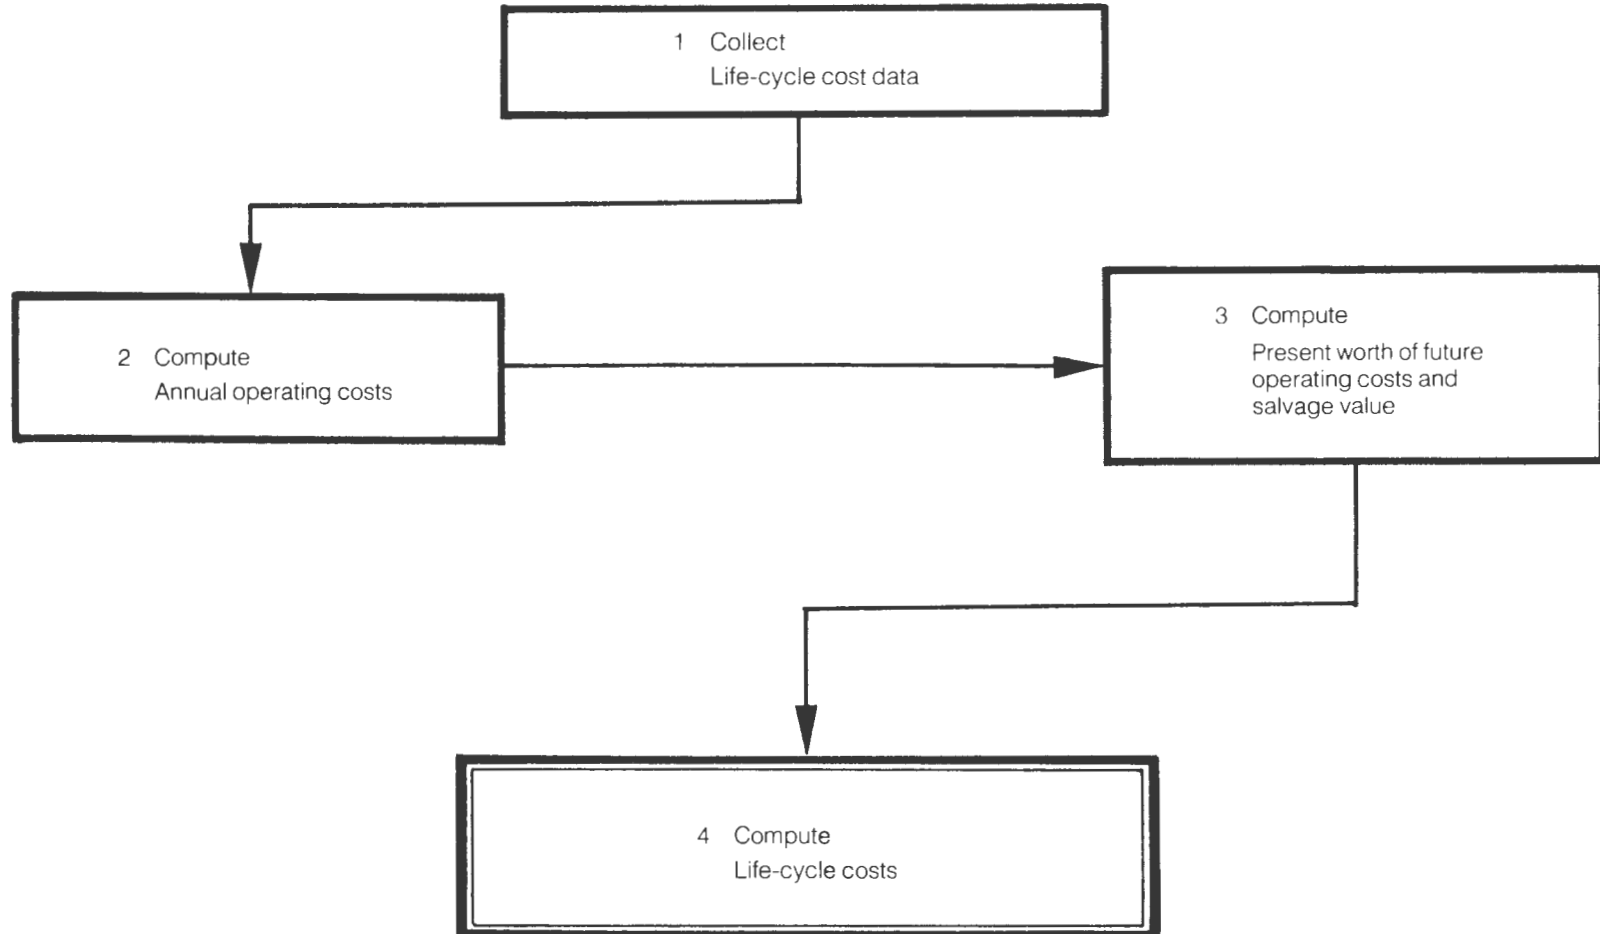 1 Collect
Life-cycle cost data
2 Compute
Annual operating costs
3 Compute
Present worth of future
operating costs and
salvage value
4 Compute
Life-cycle costs